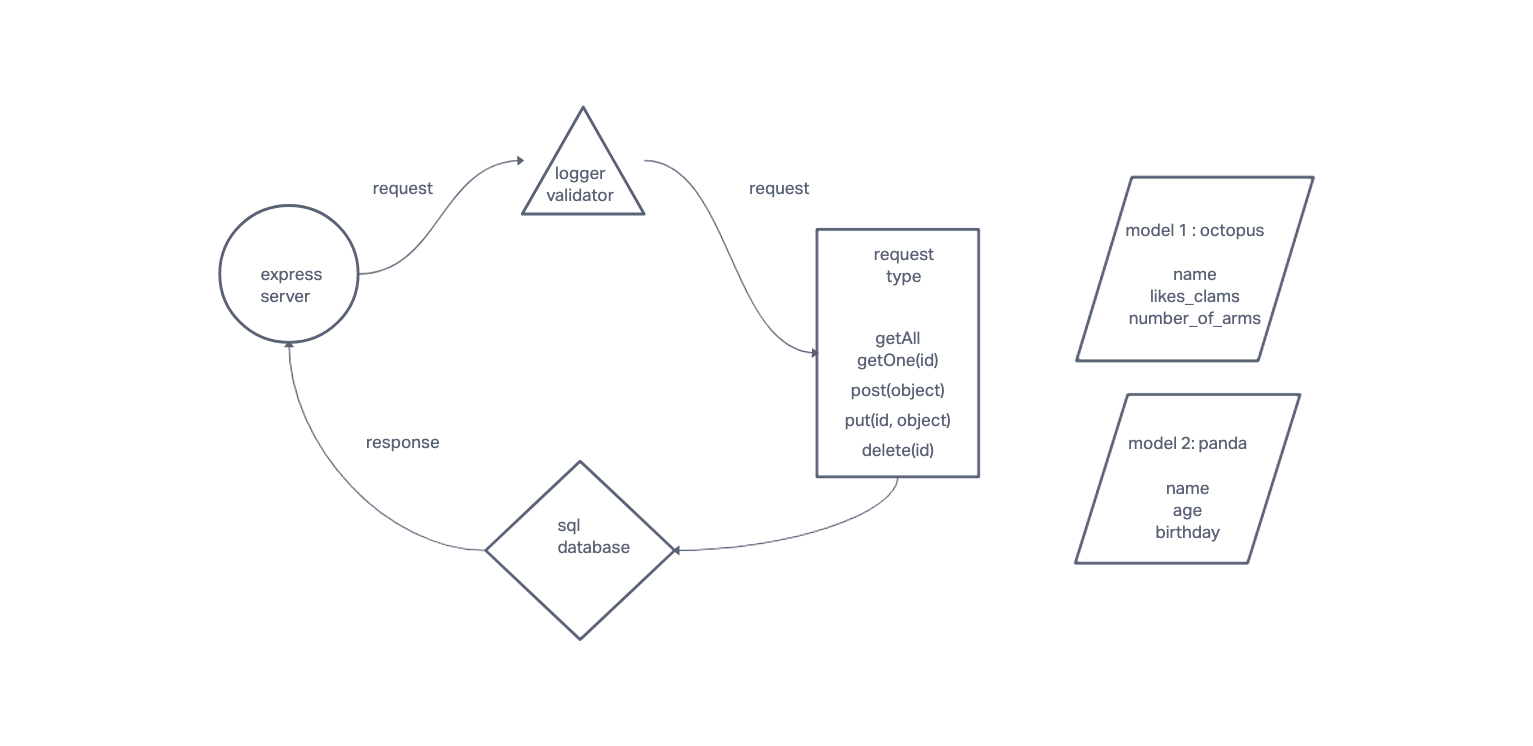 request
logger
validator
request
express
server
request
type
getAll
getOne(id)
post(object)
put(id, object)
delete(id)
response
sql
database
model 1 : octopus
name
likes_clams
number_of_arms
model 2: panda
name
age
birthday